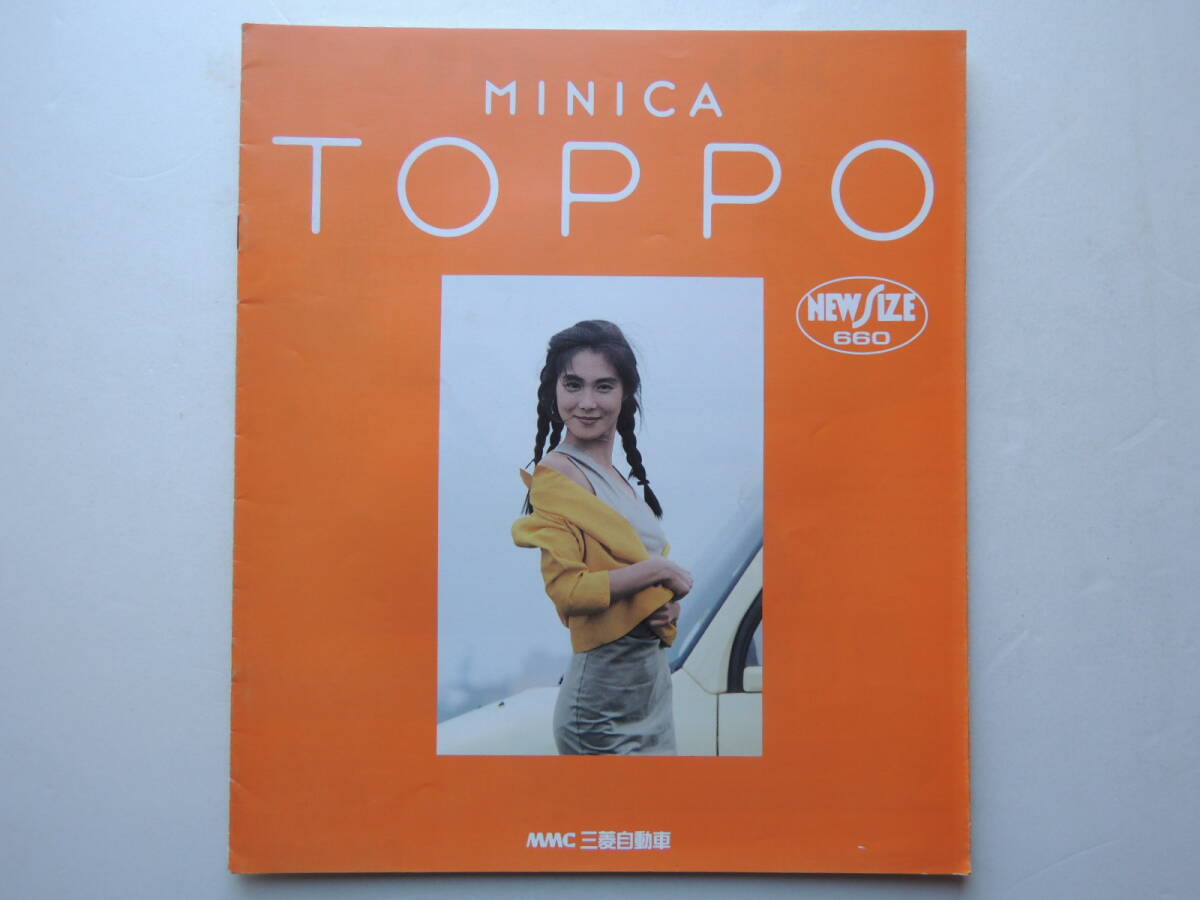 MINICA
TOPPO
NEW SIZE
660
MMC 三菱自動車